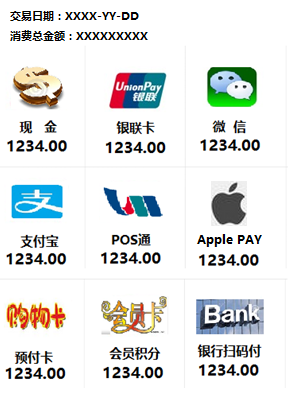 交易日期：XXXX-YY-DD
消费总金额：XXXXXXXXX
UnionPay
银联
现 金
银联卡
微 信
1234.00
1234.00
1234.00
支
支付宝
POS通
Apple PAY
1234.00
1234.00
1234.00
购物卡
会员卡
Bank
预付卡
会员积分
银行扫码付
1234.00
1234.00
1234.00